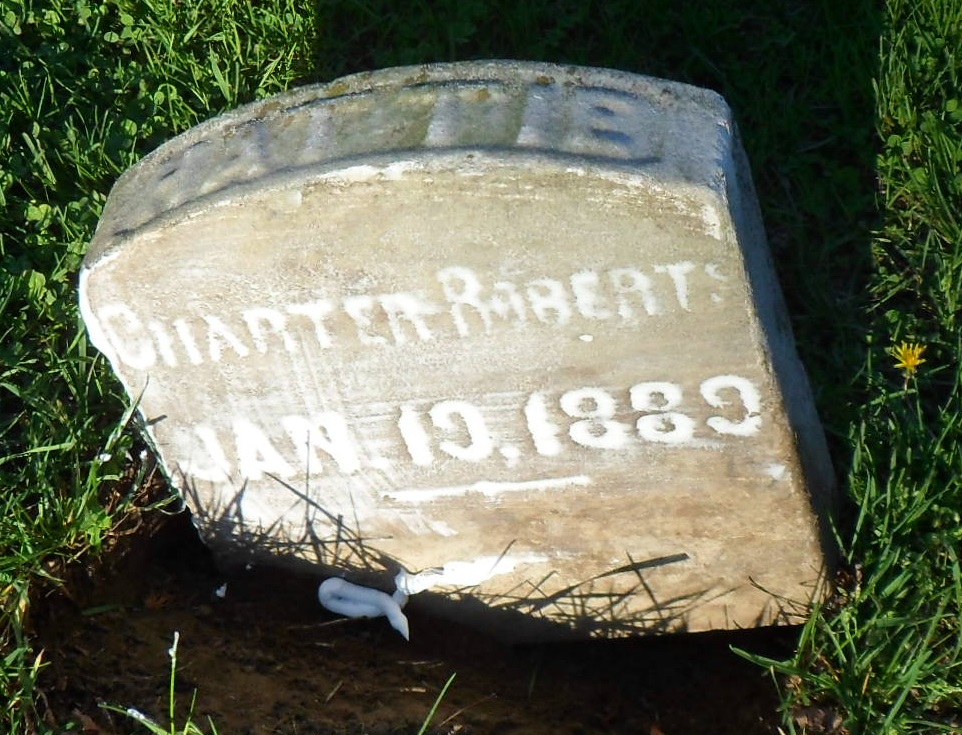 CHARTER ROBERTS
JAN. 19, 1889